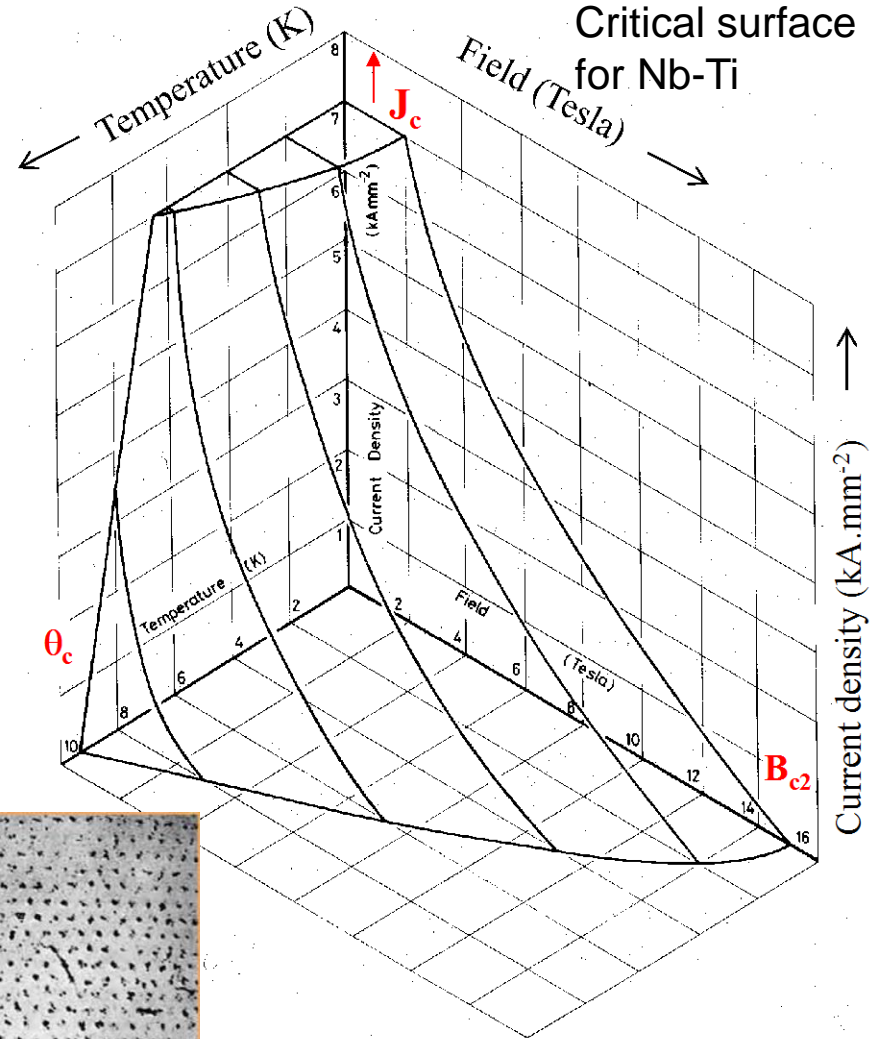 Critical surface
for Nb-Ti
Temperature (K)
Field (Tesla)
J_c
8
7
6
5
4
3
2
1
(kAmm⁻²)
Current Density
Current density (kA.mm⁻²)
Temperature (K)
2
4
6
8
10
Field (Tesla)
2
4
6
8
10
12
14
16
θ_c
B_c2